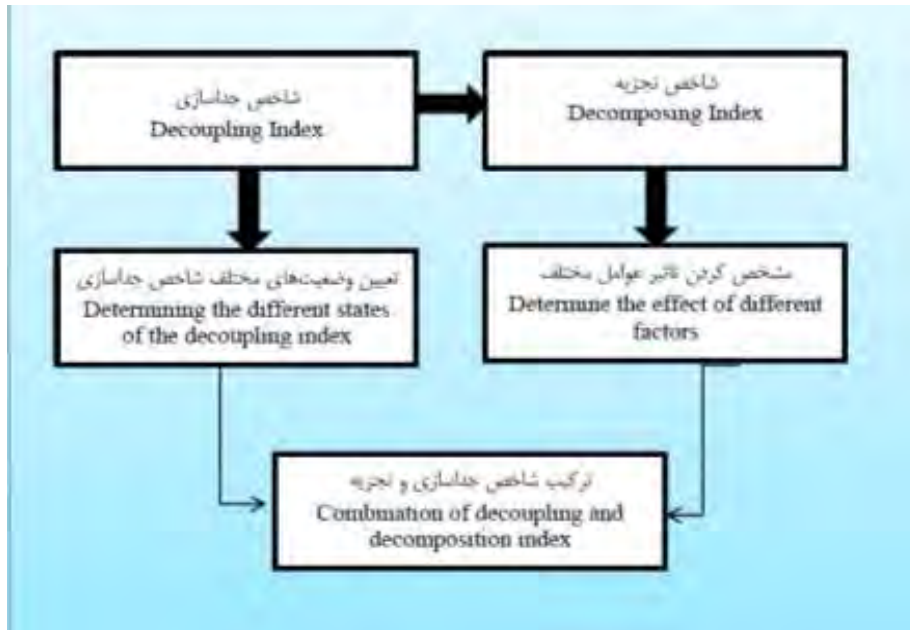 شاخص جداسازی
Decoupling Index
شاخص تجزیه
Decomposing Index
تعیین وضعیت‌های مختلف شاخص جداسازی
Determining the different states
of the decoupling index
مشخص کردن تاثیر عوامل مختلف
Determine the effect of different
factors
ترکیب شاخص جداسازی و تجزیه
Combination of decoupling and
decomposition index